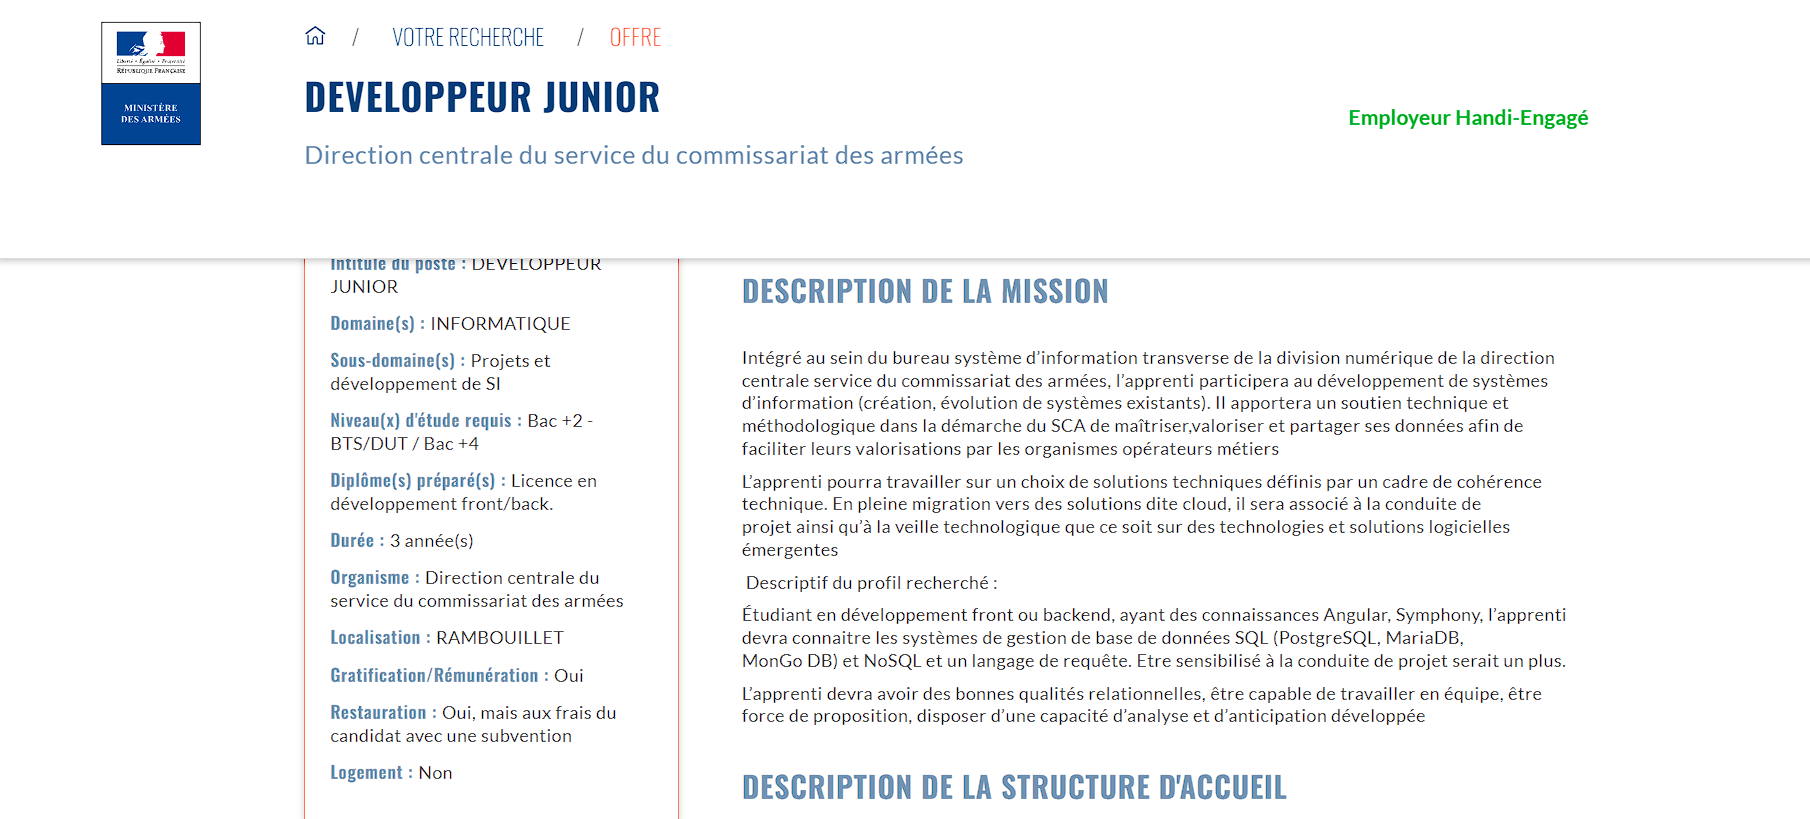 Liberté • Égalité • Fraternité
RÉPUBLIQUE FRANÇAISE
MINISTÈRE
DES ARMÉES
/ VOTRE RECHERCHE / OFFRE
DEVELOPPEUR JUNIOR
Direction centrale du service du commissariat des armées
Employeur Handi-Engagé
Intitulé du poste : DEVELOPPEUR
JUNIOR
Domaine(s) : INFORMATIQUE
Sous-domaine(s) : Projets et
développement de SI
Niveau(x) d'étude requis : Bac +2 -
BTS/DUT / Bac +4
Diplôme(s) préparé(s) : Licence en
développement front/back.
Durée : 3 année(s)
Organisme : Direction centrale du
service du commissariat des armées
Localisation : RAMBOUILLET
Gratification/Rémunération : Oui
Restauration : Oui, mais aux frais du
candidat avec une subvention
Logement : Non
DESCRIPTION DE LA MISSION
Intégré au sein du bureau système d’information transverse de la division numérique de la direction
centrale service du commissariat des armées, l’apprenti participera au développement de systèmes
d’information (création, évolution de systèmes existants). Il apportera un soutien technique et
méthodologique dans la démarche du SCA de maîtriser,valoriser et partager ses données afin de
faciliter leurs valorisations par les organismes opérateurs métiers
L’apprenti pourra travailler sur un choix de solutions techniques définis par un cadre de cohérence
technique. En pleine migration vers des solutions dite cloud, il sera associé à la conduite de
projet ainsi qu’à la veille technologique que ce soit sur des technologies et solutions logicielles
émergentes
Descriptif du profil recherché :
Étudiant en développement front ou backend, ayant des connaissances Angular, Symphony, l’apprenti
devra connaitre les systèmes de gestion de base de données SQL (PostgreSQL, MariaDB,
MonGo DB) et NoSQL et un langage de requête. Etre sensibilisé à la conduite de projet serait un plus.
L’apprenti devra avoir des bonnes qualités relationnelles, être capable de travailler en équipe, être
force de proposition, disposer d’une capacité d’analyse et d’anticipation développée
DESCRIPTION DE LA STRUCTURE D'ACCUEIL